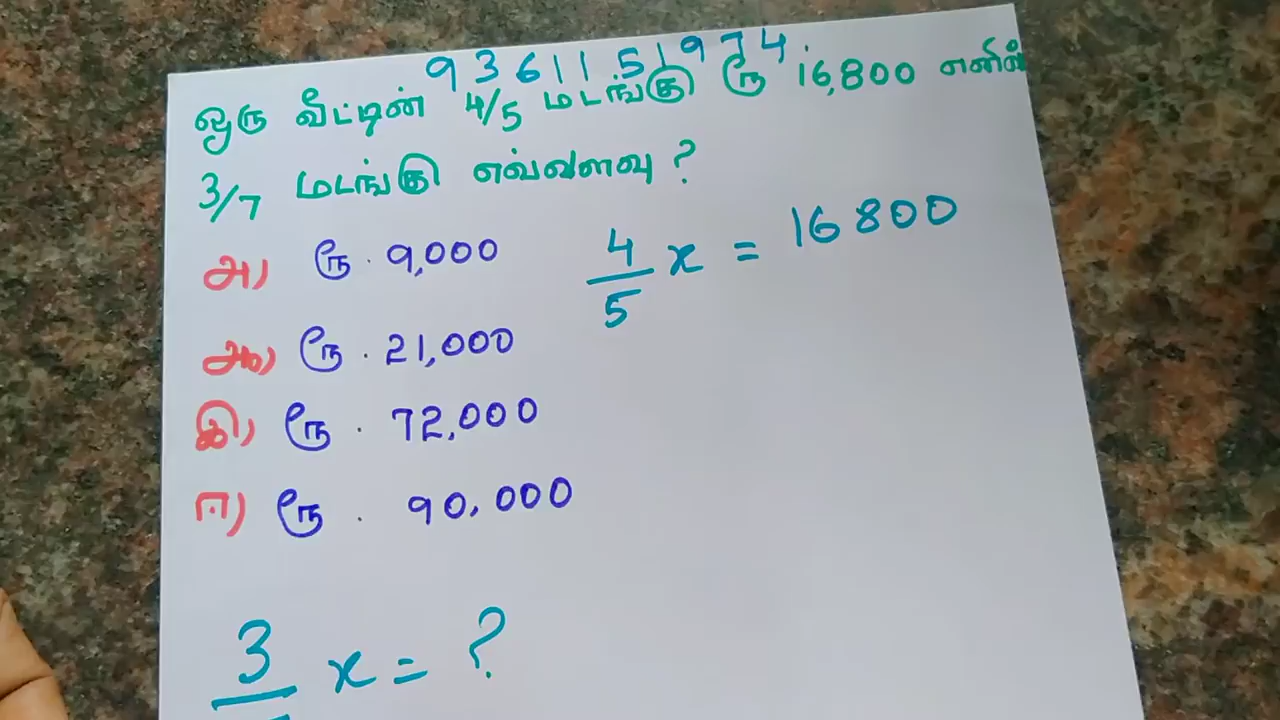 9361151974.
ஒரு வீட்டின் 4/5 மடங்கு ரூ 16,800 எனில்
3/7 மடங்கு எவ்வளவு ?
அ) ரூ . 9,000
ஆ) ரூ . 21,000
இ) ரூ . 72,000
ஈ) ரூ . 90,000
4/5 x = 16800
3/ x = ?